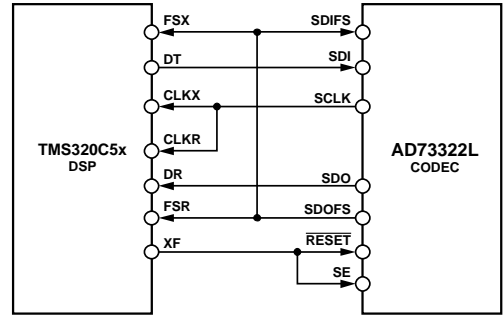 FSX SDIFS
DT SDI
CLKX SCLK
CLKR
TMS320C5x
DSP
AD73322L
CODEC
DR SDO
FSR SDOFS
XF RESET
SE